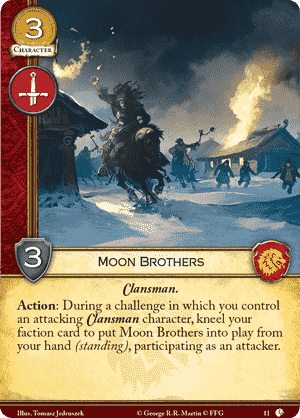 3
CHARACTER
3
MOON BROTHERS
Clansman.
Action: During a challenge in which you control
an attacking Clansman character, kneel your
faction card to put Moon Brothers into play from
your hand (standing), participating as an attacker.
Illus. Tomasz Jedruszek © George R.R. Martin © FFG 11